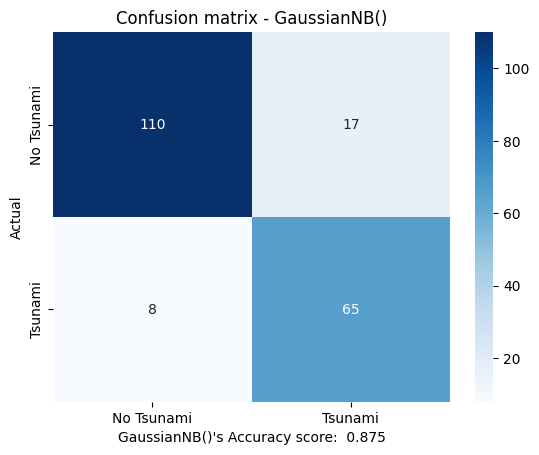 Confusion matrix - GaussianNB()
Actual
No Tsunami
Tsunami
110
17
8
65
No Tsunami
Tsunami
GaussianNB()'s Accuracy score:  0.875
100
80
60
40
20